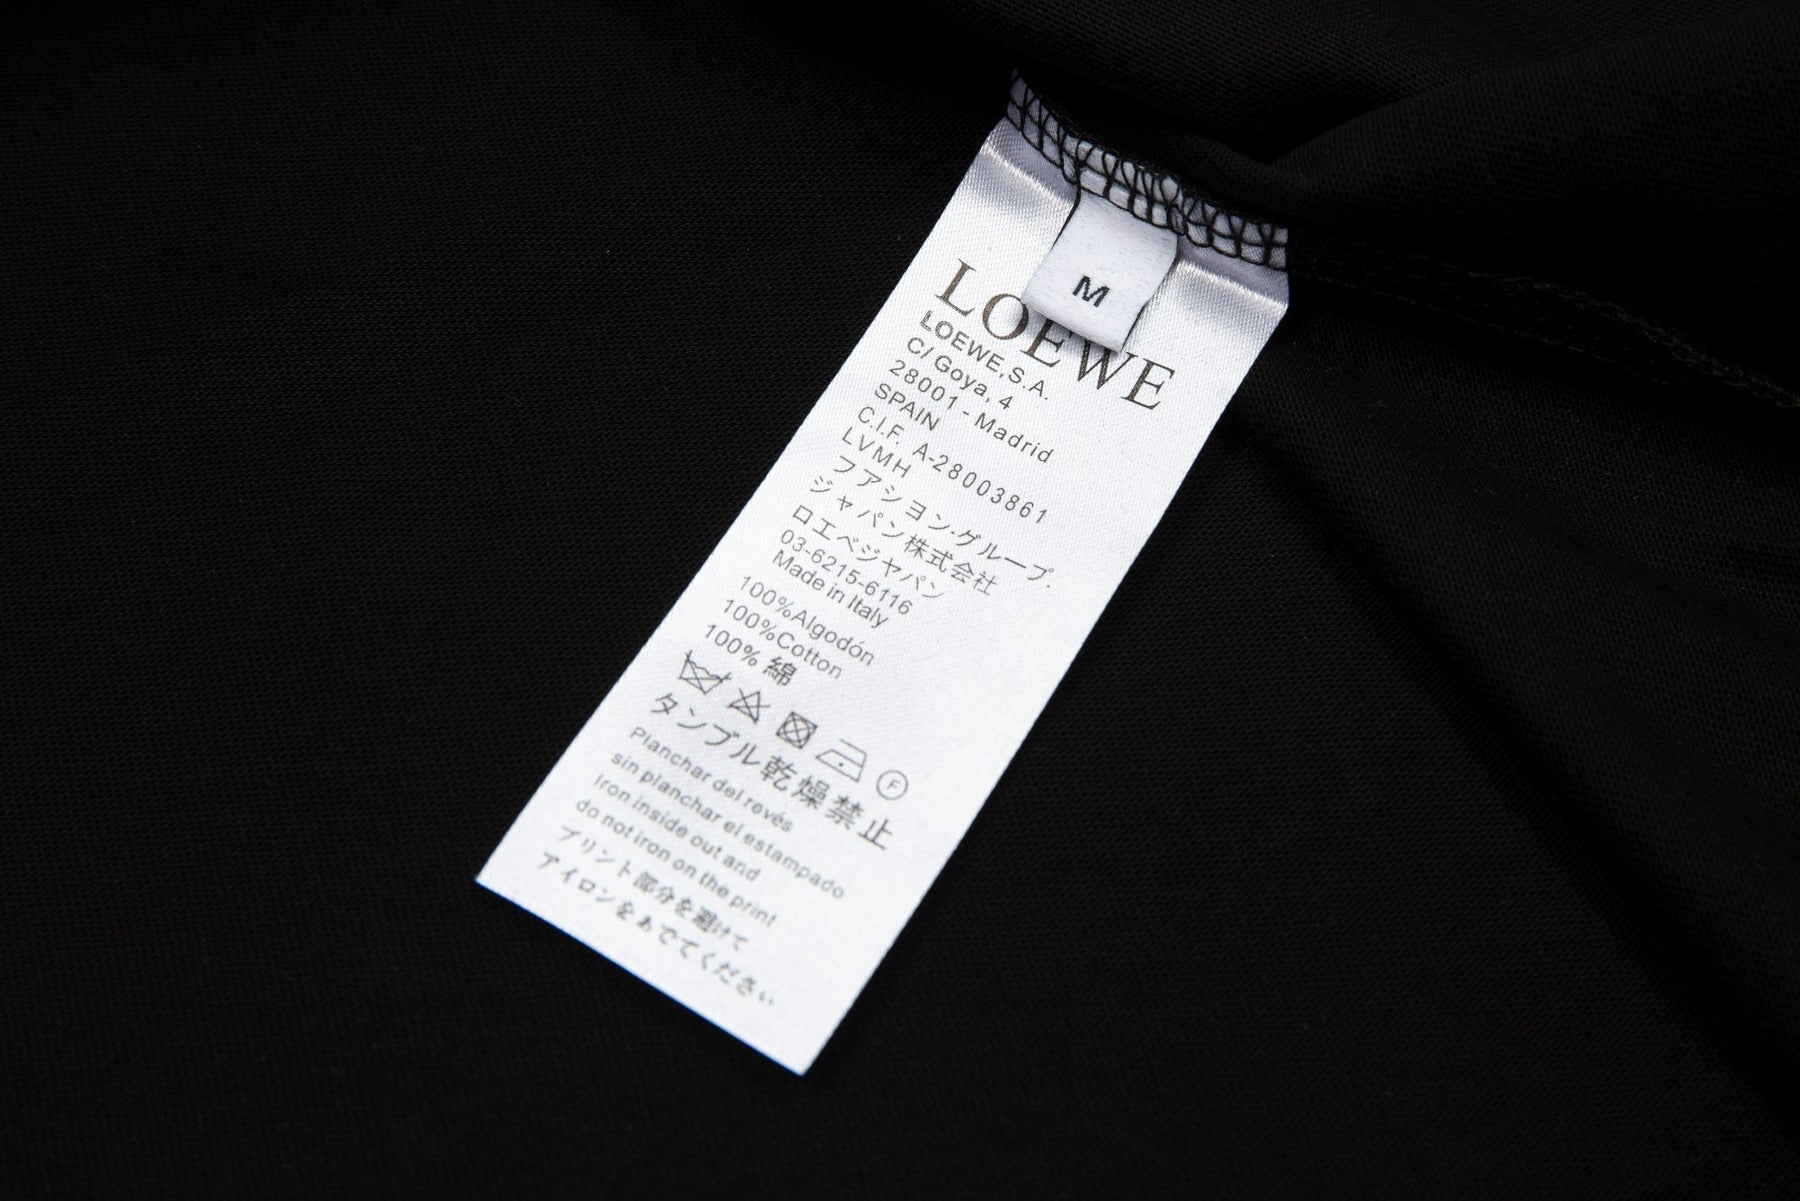 M
LOEWE
LOEWE,S.A.
C/ Goya, 4
28001 - Madrid
SPAIN
C.I.F. A-28003861
LVMH
フアシヨン.グループ.
ジャパン株式会社
ロエベジャパン
03-6215-6116
Made in Italy
100%Algodón
100%Cotton
100% 綿
F
タンブル乾燥禁止
Planchar del revés
sin planchar el estampado
Iron inside out and
do not iron on the print
プリント部分を避けて
アイロンをぁでてください